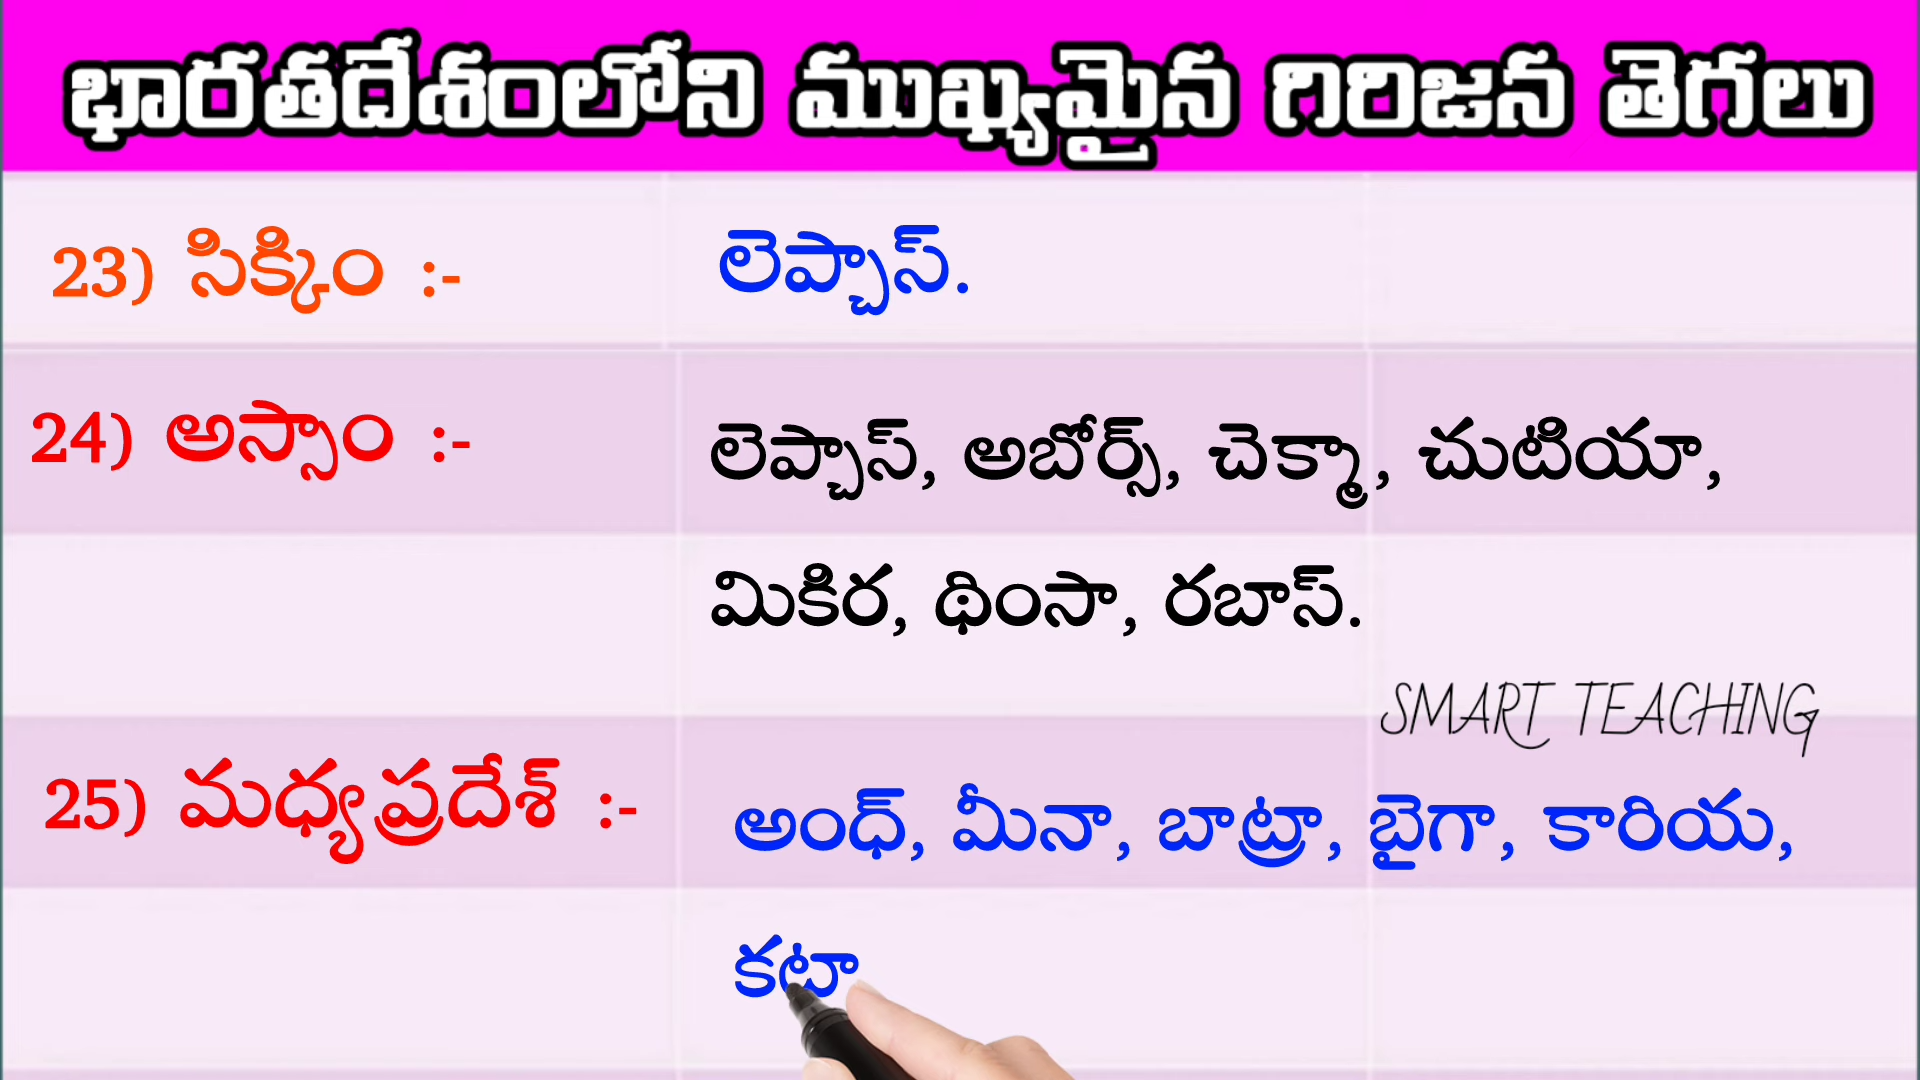 భారతదేశంలోని ముఖ్యమైన గిరిజన తెగలు
23) సిక్కిం :- లెప్చాస్.
24) అస్సాం :- లెప్చాస్, అబోర్స్, చెక్మా, చుటియా,
మికిర, థింసా, రబాస్.
SMART TEACHING
25) మధ్యప్రదేశ్ :- అంధ్, మీనా, బాట్రా, బైగా, కారియ,
కటా